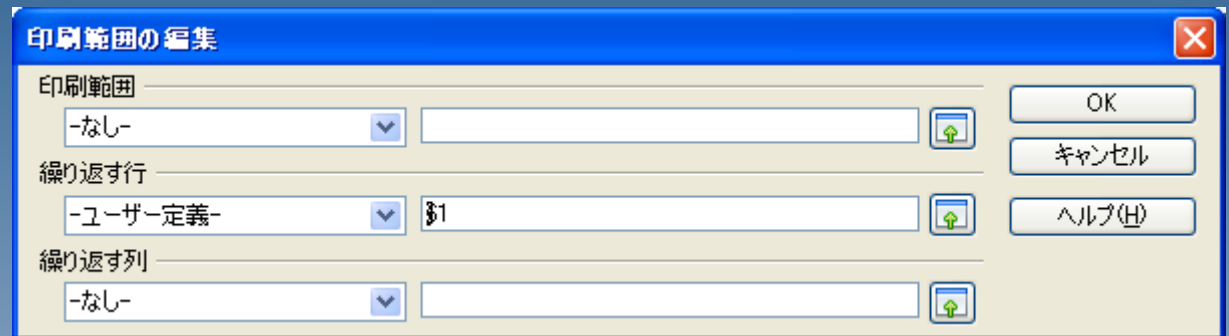 印刷範囲の編集
印刷範囲
-なし-
OK
キャンセル
繰り返す行
-ユーザー定義-
$1
ヘルプ(H)
繰り返す列
-なし-